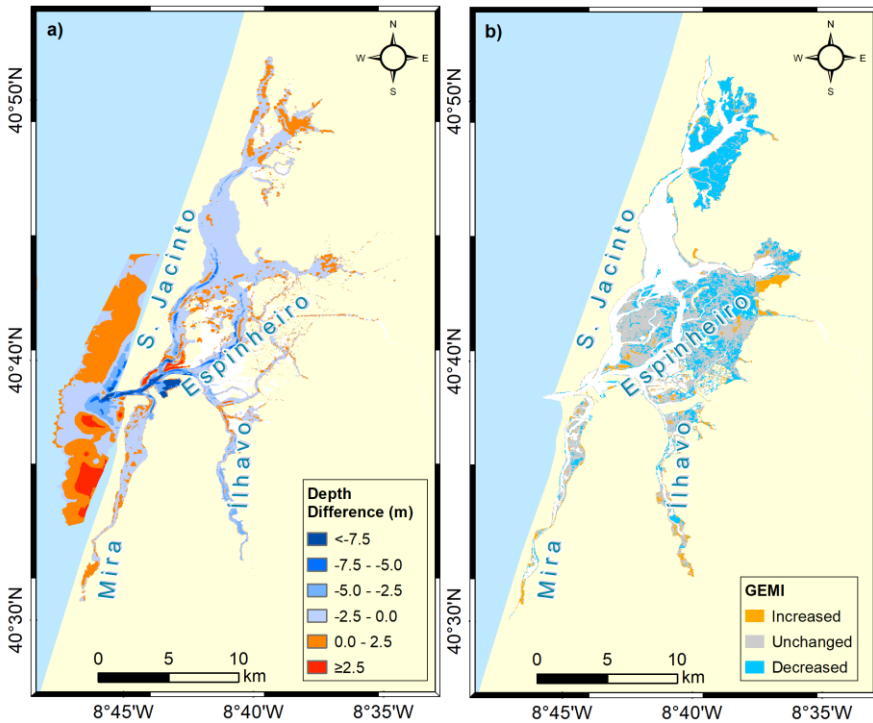 a)
N
W
E
S
40°50'N
40°40'N
40°30'N
S. Jacinto
Espinheiro
Ílhavo
Mira
Depth
Difference (m)
<-7.5
-7.5 - -5.0
-5.0 - -2.5
-2.5 - 0.0
0.0 - 2.5
≥2.5
0 5 10
km
8°45'W 8°40'W 8°35'W
b)
N
W
E
S
40°50'N
40°40'N
40°30'N
S. Jacinto
Espinheiro
Ílhavo
Mira
GEMI
Increased
Unchanged
Decreased
0 5 10
km
8°45'W 8°40'W 8°35'W